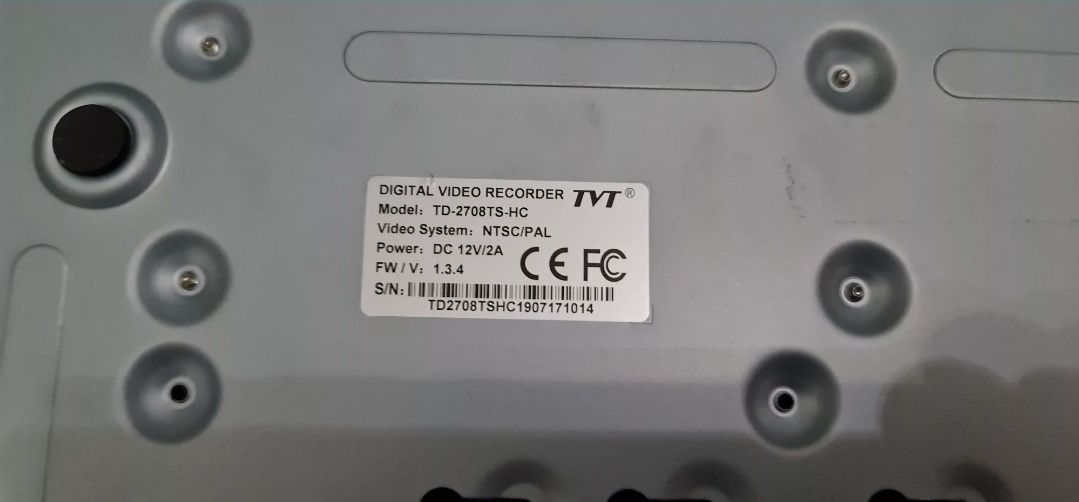 DIGITAL VIDEO RECORDER TVT®
Model: TD-2708TS-HC
Video System: NTSC/PAL
Power: DC 12V/2A
FW / V: 1.3.4
CE FC
S/N:
TD2708TSHC1907171014